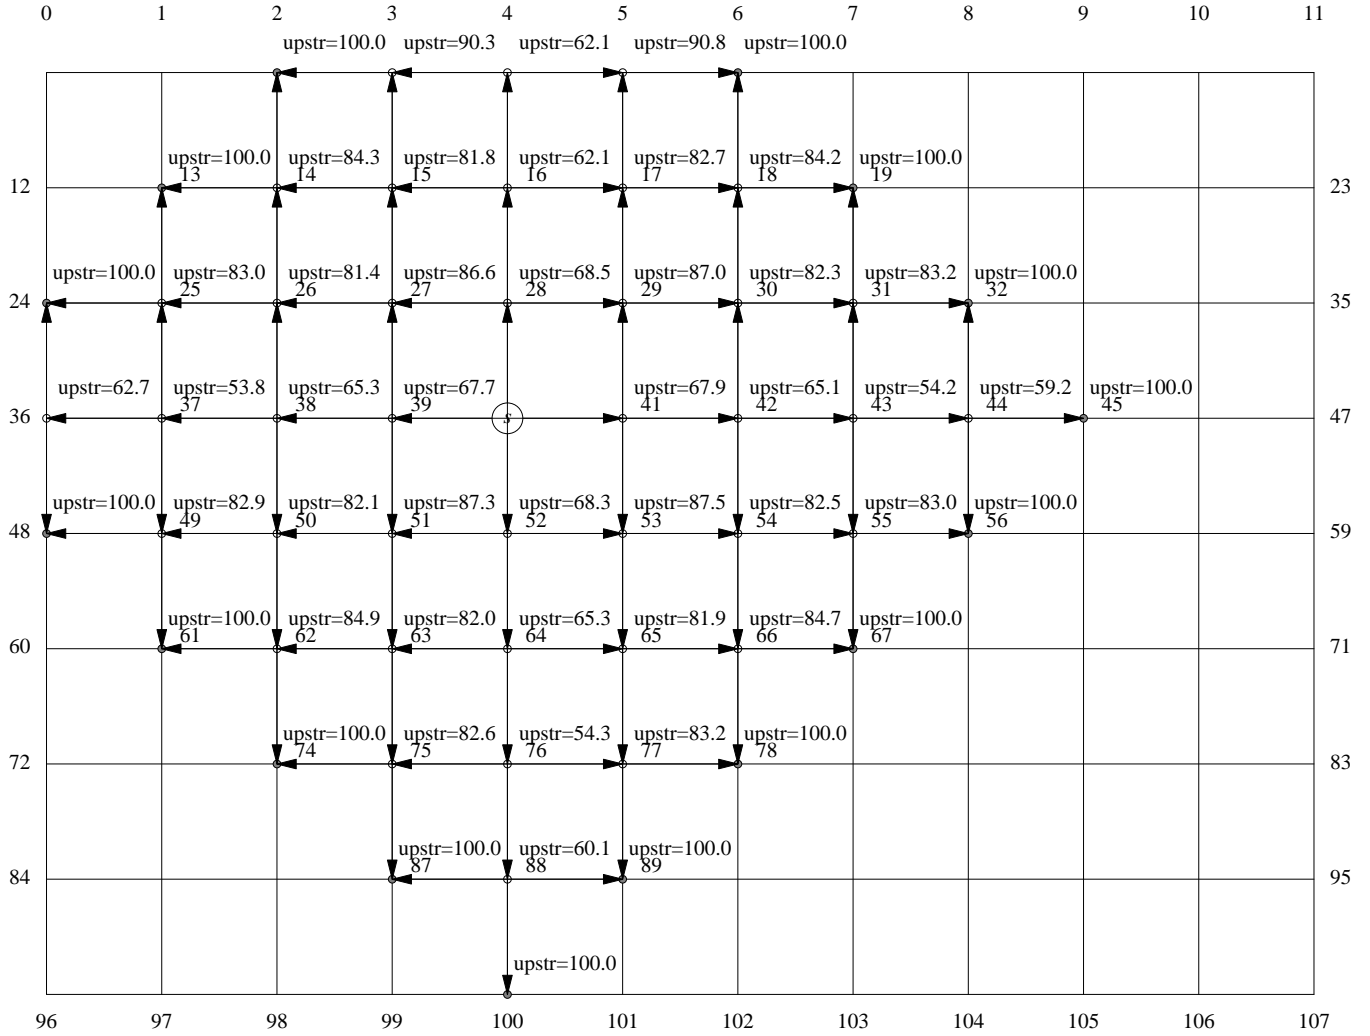 0 1 2 3 4 5 6 7 8 9 10 11
upstr=100.0 upstr=90.3 upstr=62.1 upstr=90.8 upstr=100.0
upstr=100.0 upstr=84.3 upstr=81.8 upstr=62.1 upstr=82.7 upstr=84.2 upstr=100.0
13 14 15 16 17 18 19
12 23
upstr=100.0 upstr=83.0 upstr=81.4 upstr=86.6 upstr=68.5 upstr=87.0 upstr=82.3 upstr=83.2 upstr=100.0
25 26 27 28 29 30 31 32
24 35
upstr=62.7 upstr=53.8 upstr=65.3 upstr=67.7 upstr=67.9 upstr=65.1 upstr=54.2 upstr=59.2 upstr=100.0
37 38 39 41 42 43 44 45
36 s 47
upstr=100.0 upstr=82.9 upstr=82.1 upstr=87.3 upstr=68.3 upstr=87.5 upstr=82.5 upstr=83.0 upstr=100.0
49 50 51 52 53 54 55 56
48 59
upstr=100.0 upstr=84.9 upstr=82.0 upstr=65.3 upstr=81.9 upstr=84.7 upstr=100.0
61 62 63 64 65 66 67
60 71
upstr=100.0 upstr=82.6 upstr=54.3 upstr=83.2 upstr=100.0
74 75 76 77 78
72 83
upstr=100.0 upstr=60.1 upstr=100.0
87 88 89
84 95
upstr=100.0
96 97 98 99 100 101 102 103 104 105 106 107